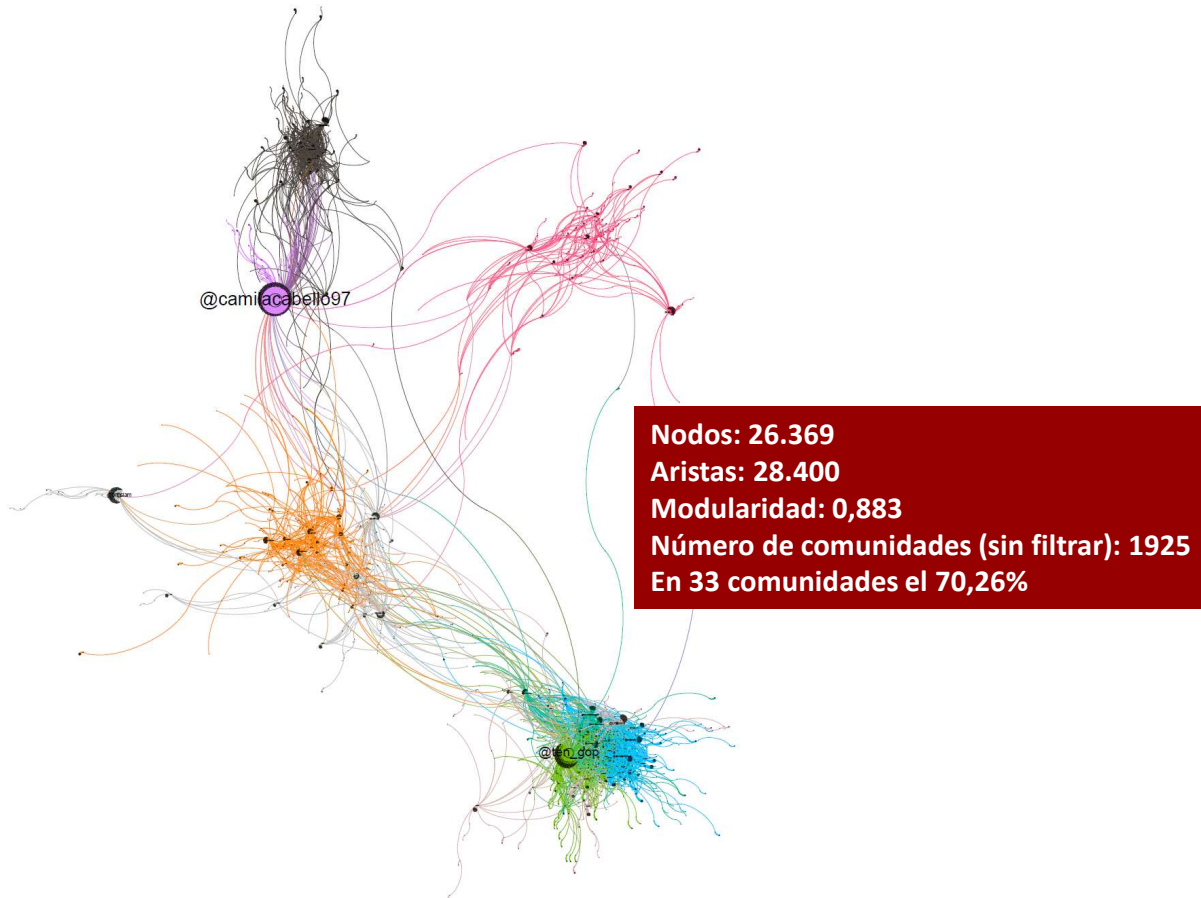 @camilacabello97
Nodos: 26.369
Aristas: 28.400
Modularidad: 0,883
Número de comunidades (sin filtrar): 1925
En 33 comunidades el 70,26%
@ten_gop